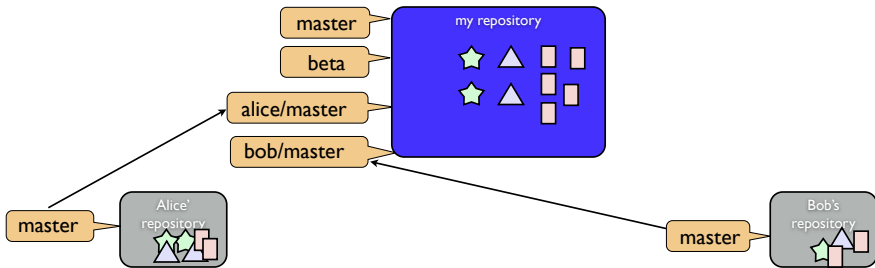 master
my repository
beta
alice/master
bob/master
master
Alice'
repository
master
Bob's
repository